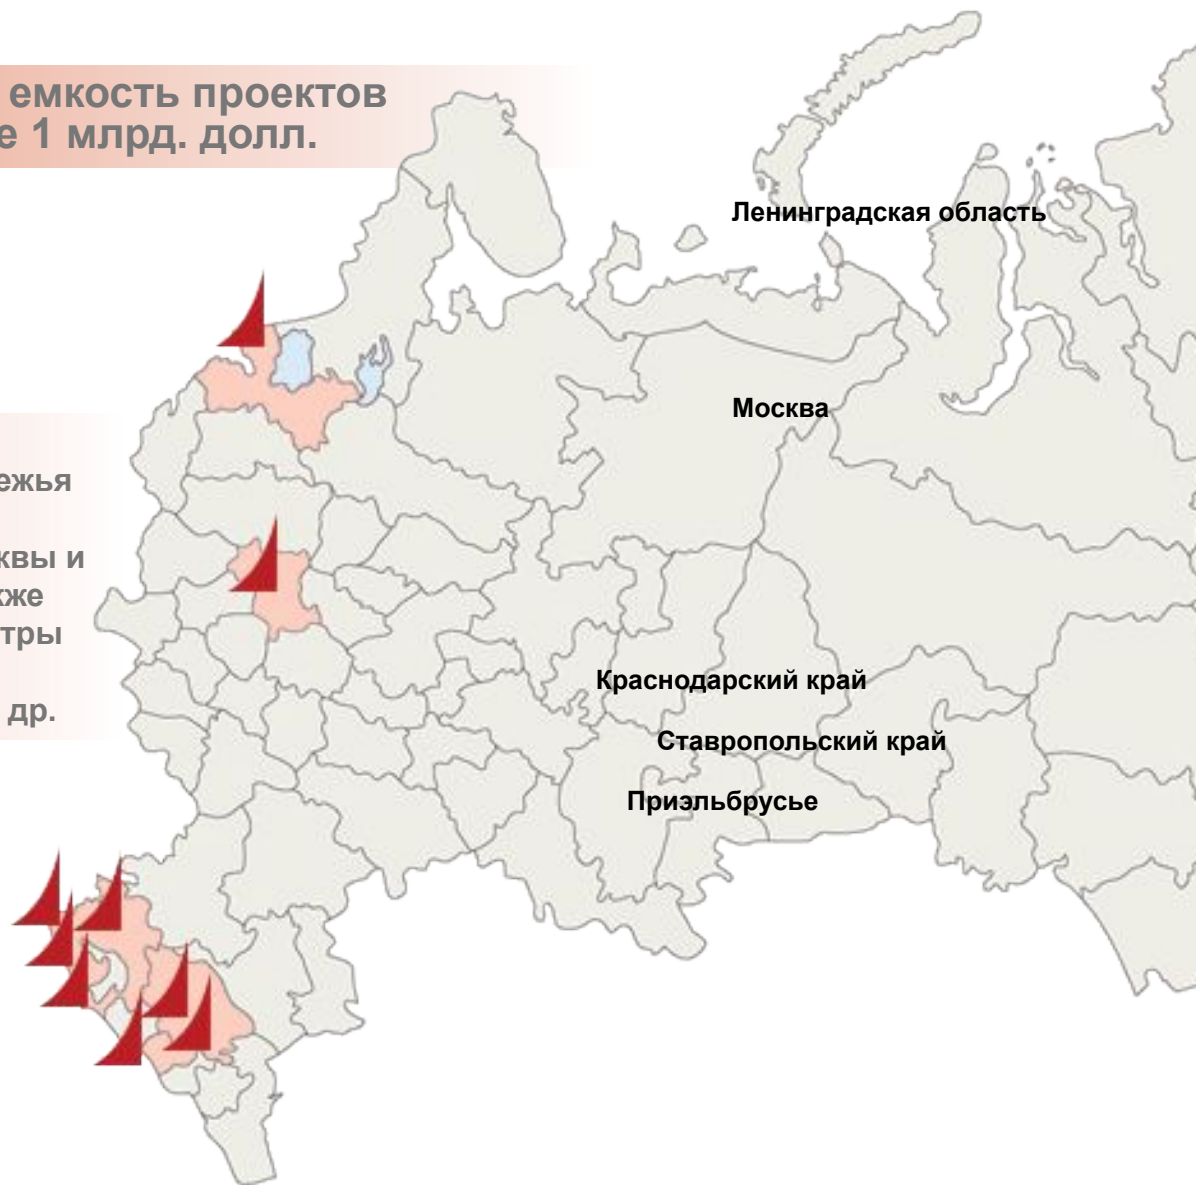 емкость проектов
е 1 млрд. долл.
Ленинградская область
Москва
ежья
квы и
кже
тры
др.
Краснодарский край
Ставропольский край
Приэльбрусье